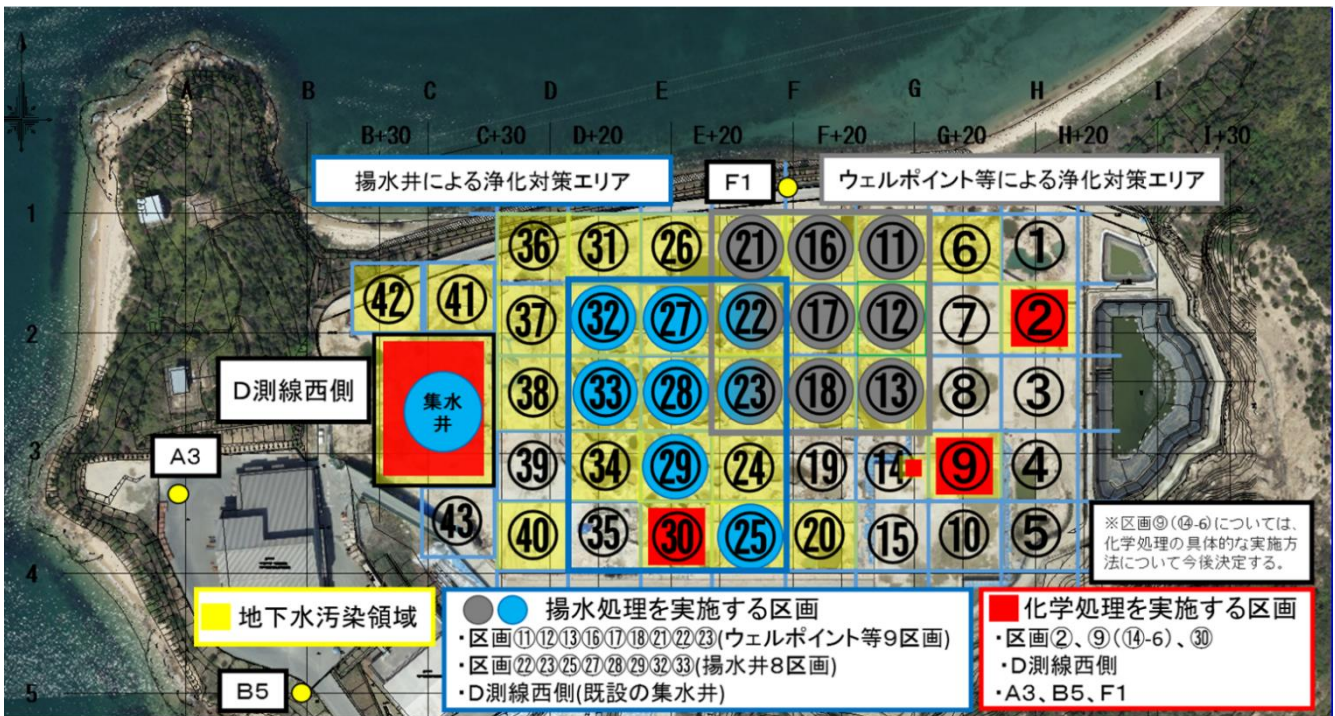 A B C D E F G H I
B+30 C+30 D+20 E+20 F+20 G+20 H+20 I+30
揚水井による浄化対策エリア
F1
ウェルポイント等による浄化対策エリア
1
㊱ ㉛ ㉖ ㉑ ⑯ ⑪ ⑥ ①
㊷ ㊶ ㊲ ㉜ ㉗ ㉒ ⑰ ⑫ ⑦ ②
2
D測線西側
集水
井
㊳ ㉝ ㉘ ㉓ ⑱ ⑬ ⑧ ③
3
A3
㊴ ㉞ ㉙ ㉔ ⑲ ⑭ ⑨ ④
㊸ ㊵ ㉟ ㉚ ㉕ ⑳ ⑮ ⑩ ⑤
※区画⑨(⑭-6)については、
化学処理の具体的な実施方
法について今後決定する。
4
地下水汚染領域
揚水処理を実施する区画
・区画⑪⑫⑬⑯⑰⑱㉑㉒㉓(ウェルポイント等9区画)
・区画㉒㉓㉕㉗㉘㉙㉜㉝(揚水井8区画)
・D測線西側(既設の集水井)
化学処理を実施する区画
・区画②、⑨(⑭-6)、㉚
・D測線西側
・A3、B5、F1
5
B5